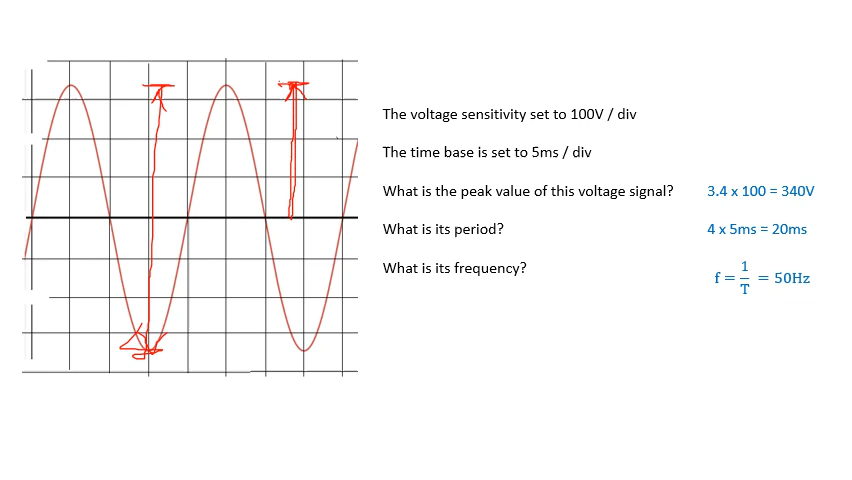 The voltage sensitivity set to 100V / div
The time base is set to 5ms / div
What is the peak value of this voltage signal? 3.4 x 100 = 340V
What is its period? 4 x 5ms = 20ms
What is its frequency? f = 1/T = 50Hz